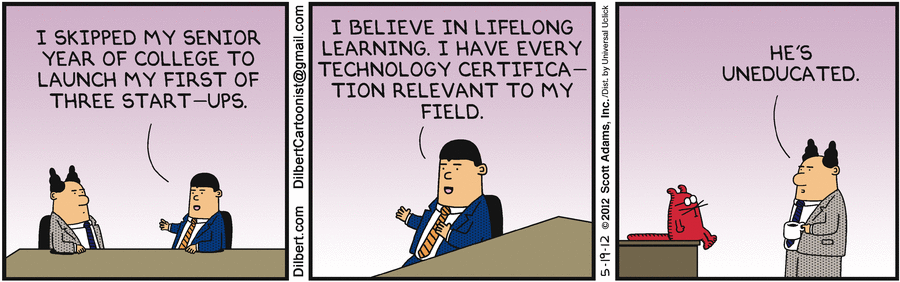 I SKIPPED MY SENIOR
YEAR OF COLLEGE TO
LAUNCH MY FIRST OF
THREE START-UPS.
Dilbert.com DilbertCartoonist@gmail.com
I BELIEVE IN LIFELONG
LEARNING. I HAVE EVERY
TECHNOLOGY CERTIFICA-
TION RELEVANT TO MY
FIELD.
5-19-12 © 2012 Scott Adams, Inc. /Dist. by Universal Uclick
HE'S
UNEDUCATED.